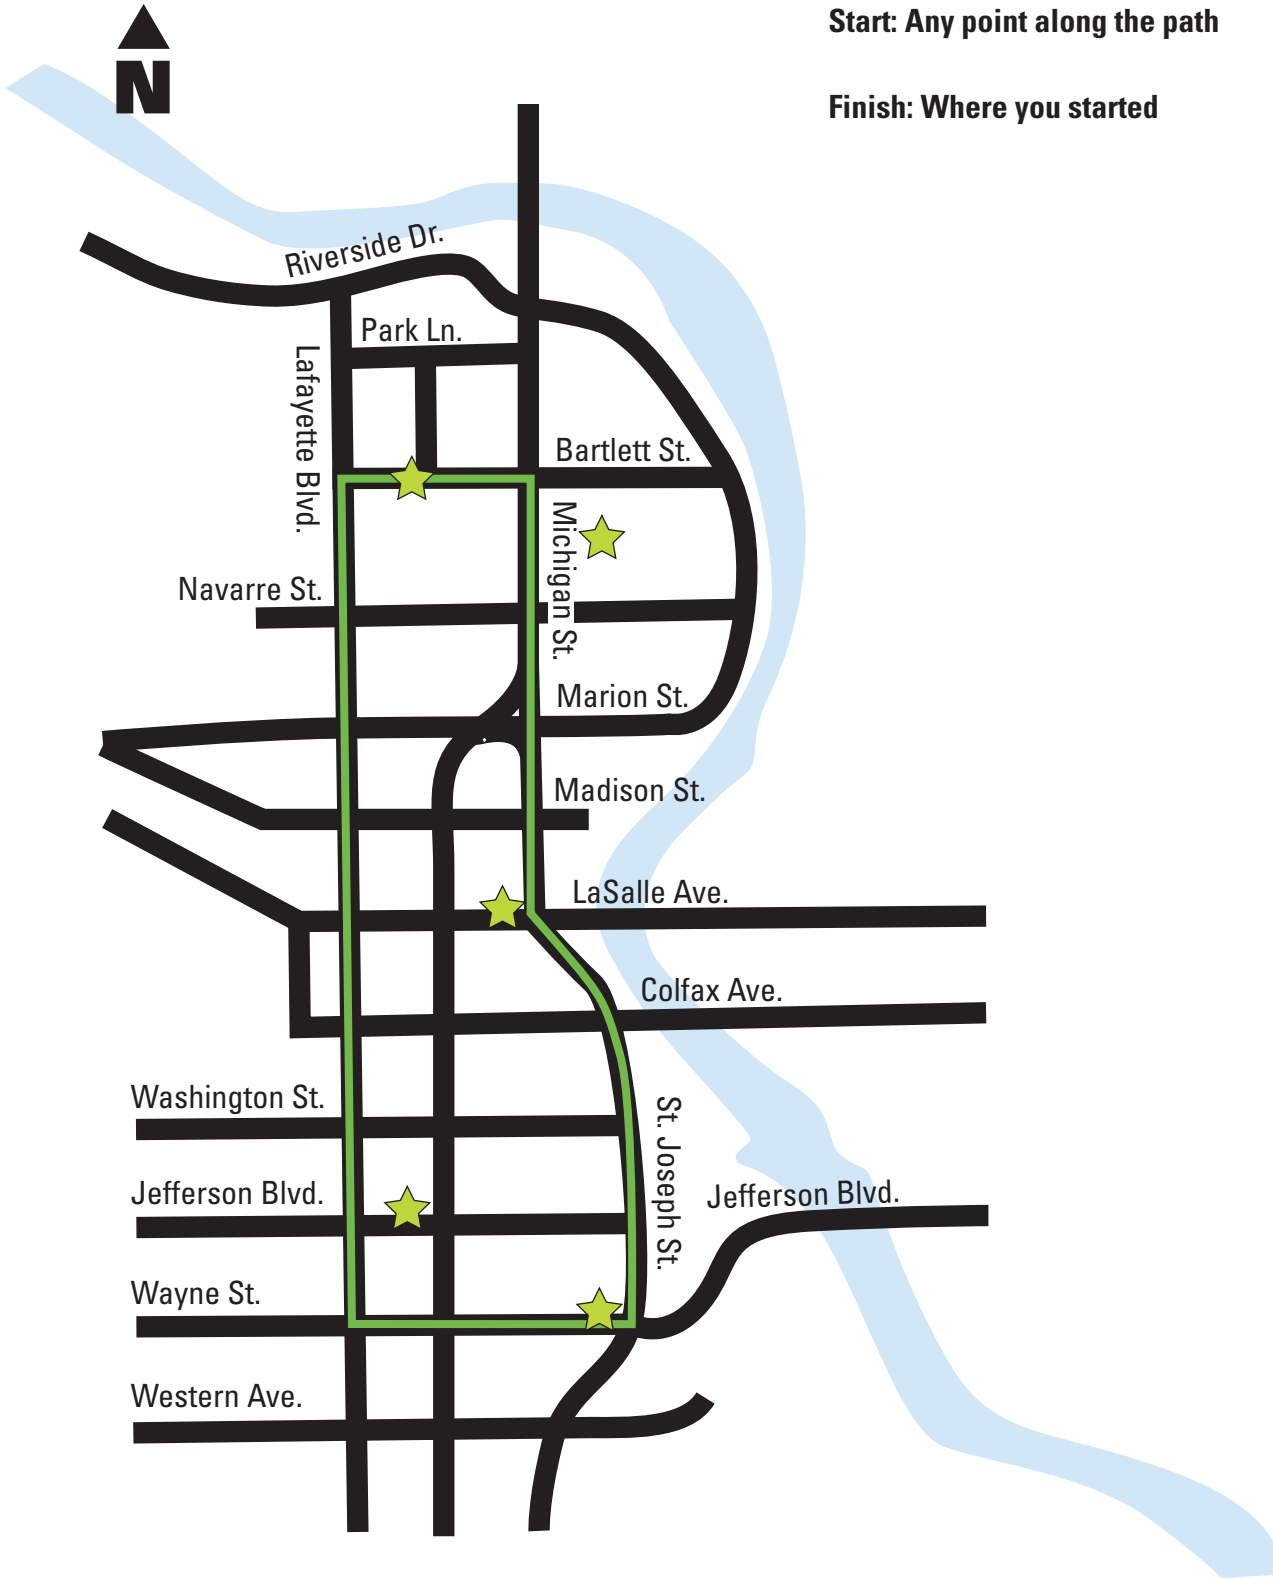 Start: Any point along the path
N
Finish: Where you started
Riverside Dr.
Park Ln.
Lafayette Blvd.
Bartlett St.
Michigan St.
Navarre St.
Marion St.
Madison St.
LaSalle Ave.
Colfax Ave.
Washington St.
St. Joseph St.
Jefferson Blvd.
Jefferson Blvd.
Wayne St.
Western Ave.